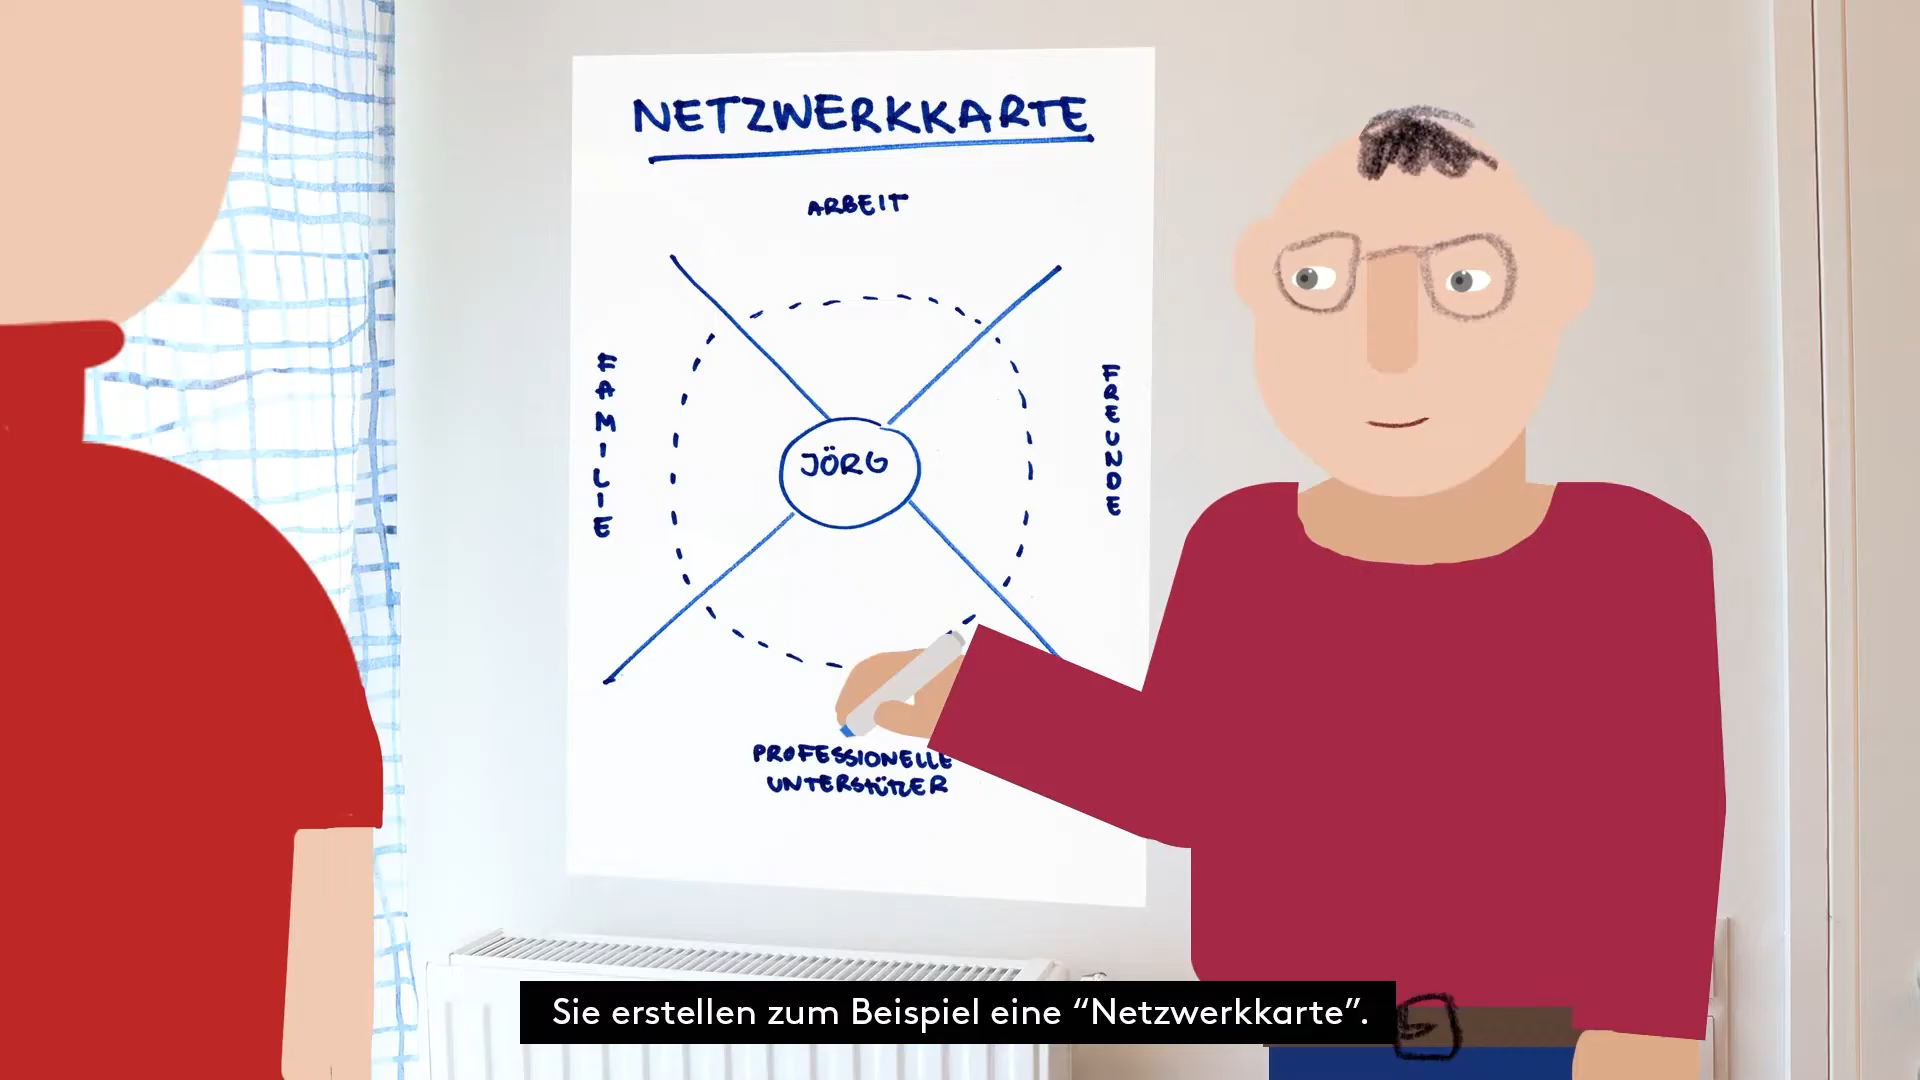 NETZWERKKARTE
ARBEIT
FAMILIE
JÖRG
FREUNDE
PROFESSIONELLE
UNTERSTÜTZER
Sie erstellen zum Beispiel eine “Netzwerkkarte”.